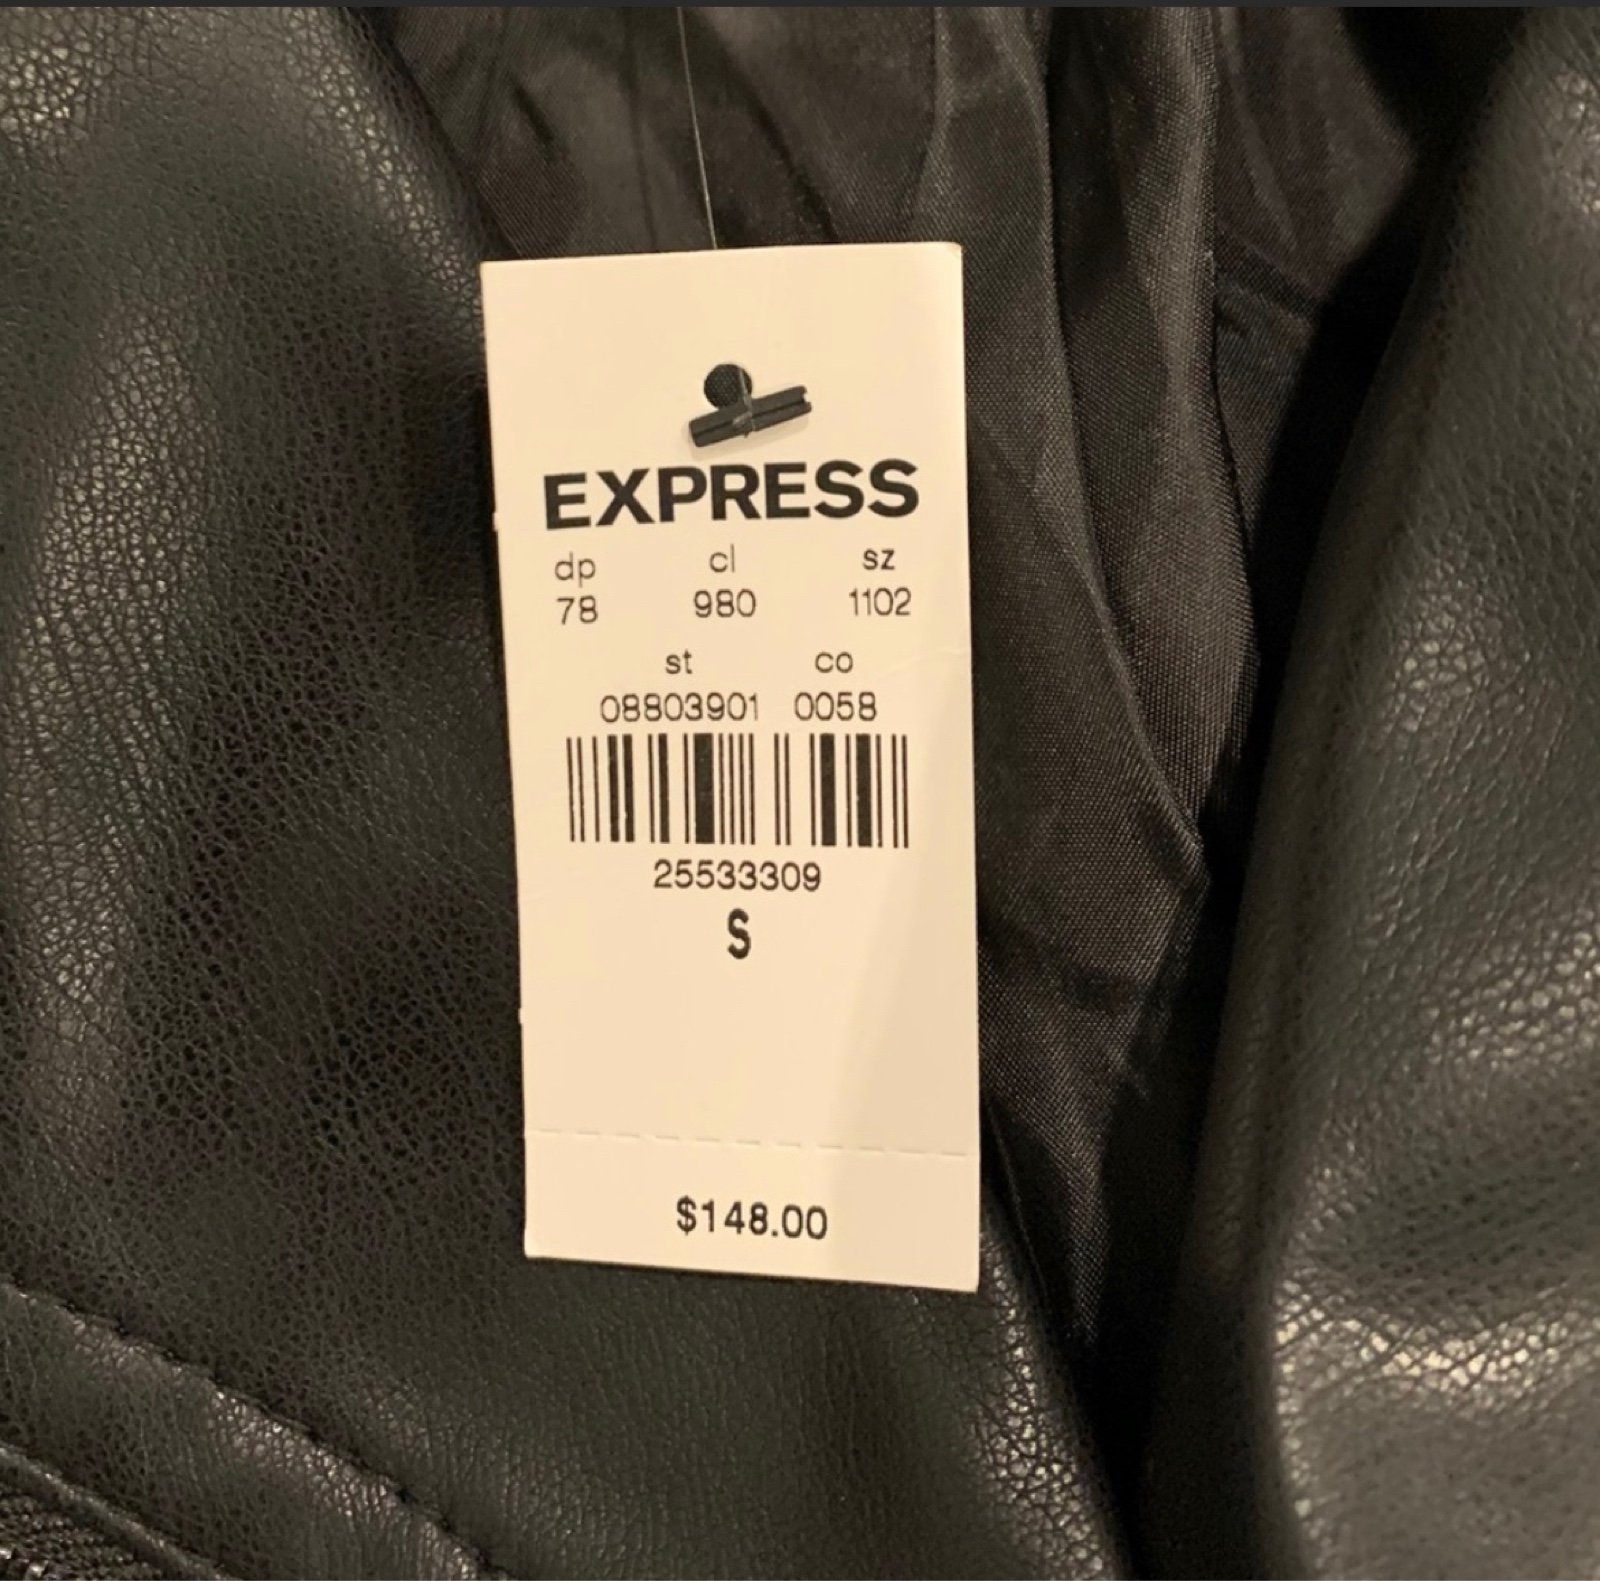 EXPRESS
dp cl sz
78 980 1102
st co
08803901 0058
25533309
S
$148.00